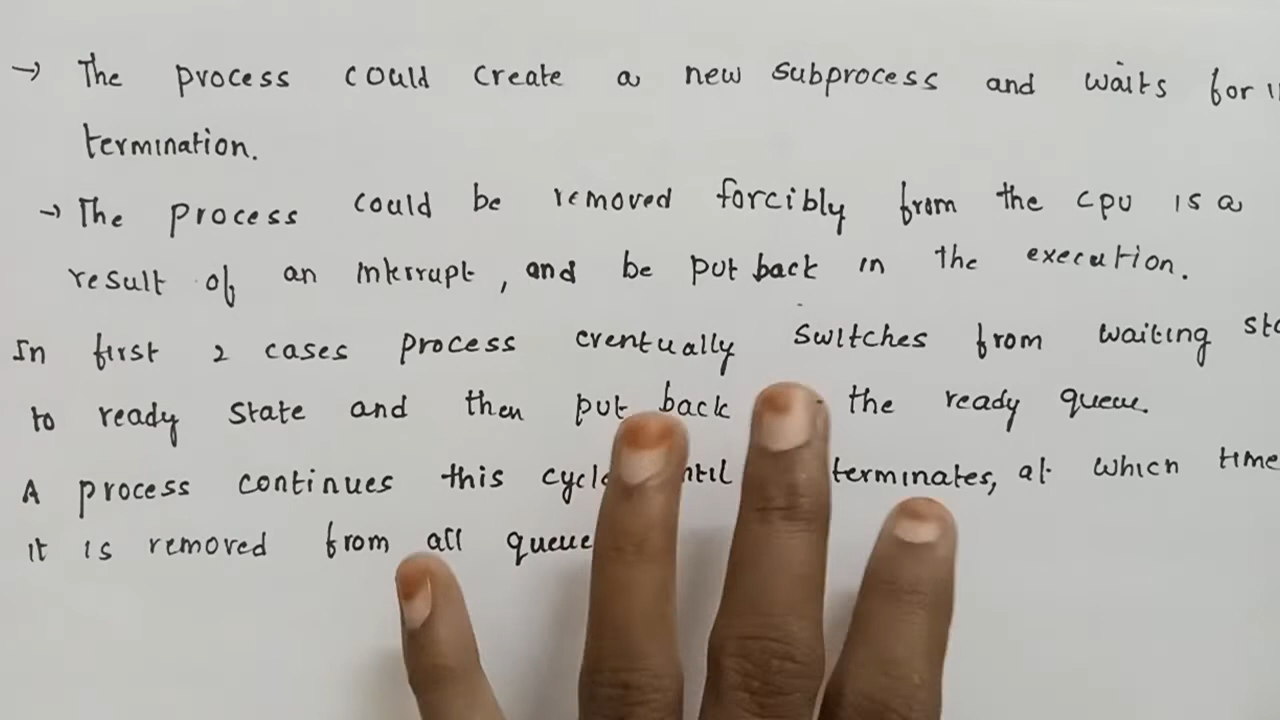 → The process could create a new subprocess and waits for
termination.
→ The process could be removed forcibly from the cpu is a
result of an interrupt, and be put back in the execution.
In first 2 cases process eventually switches from waiting
to ready state and then put back the ready queue.
A process continues this cycle terminates, at which time
it is removed from all queue